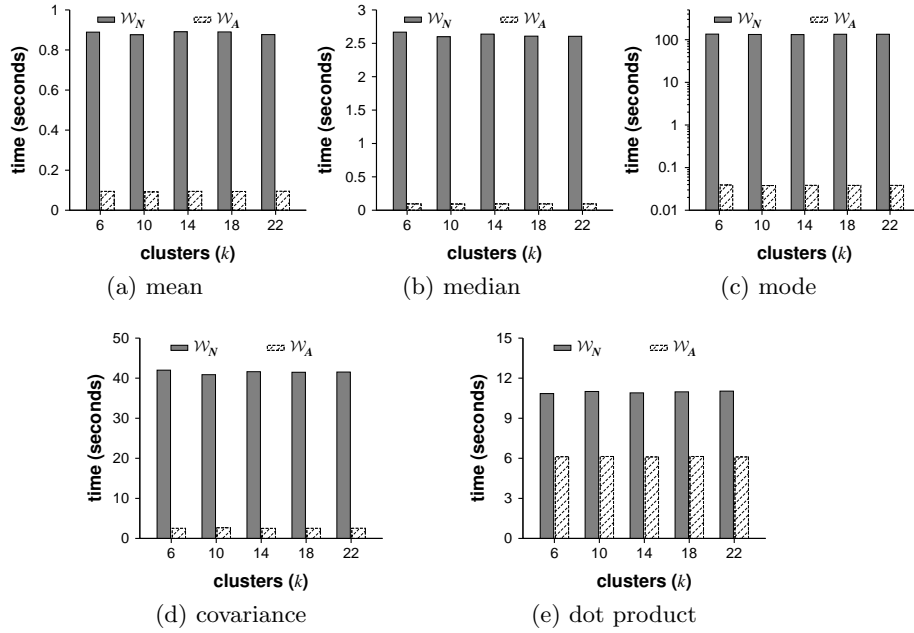 W_N W_A
time (seconds)
1
0.8
0.6
0.4
0.2
0
6 10 14 18 22
clusters (k)
(a) mean
W_N W_A
time (seconds)
3
2.5
2
1.5
1
0.5
0
6 10 14 18 22
clusters (k)
(b) median
W_N W_A
time (seconds)
100
10
1
0.1
0.01
6 10 14 18 22
clusters (k)
(c) mode
W_N W_A
time (seconds)
50
40
30
20
10
0
6 10 14 18 22
clusters (k)
(d) covariance
W_N W_A
time (seconds)
15
12
9
6
3
0
6 10 14 18 22
clusters (k)
(e) dot product